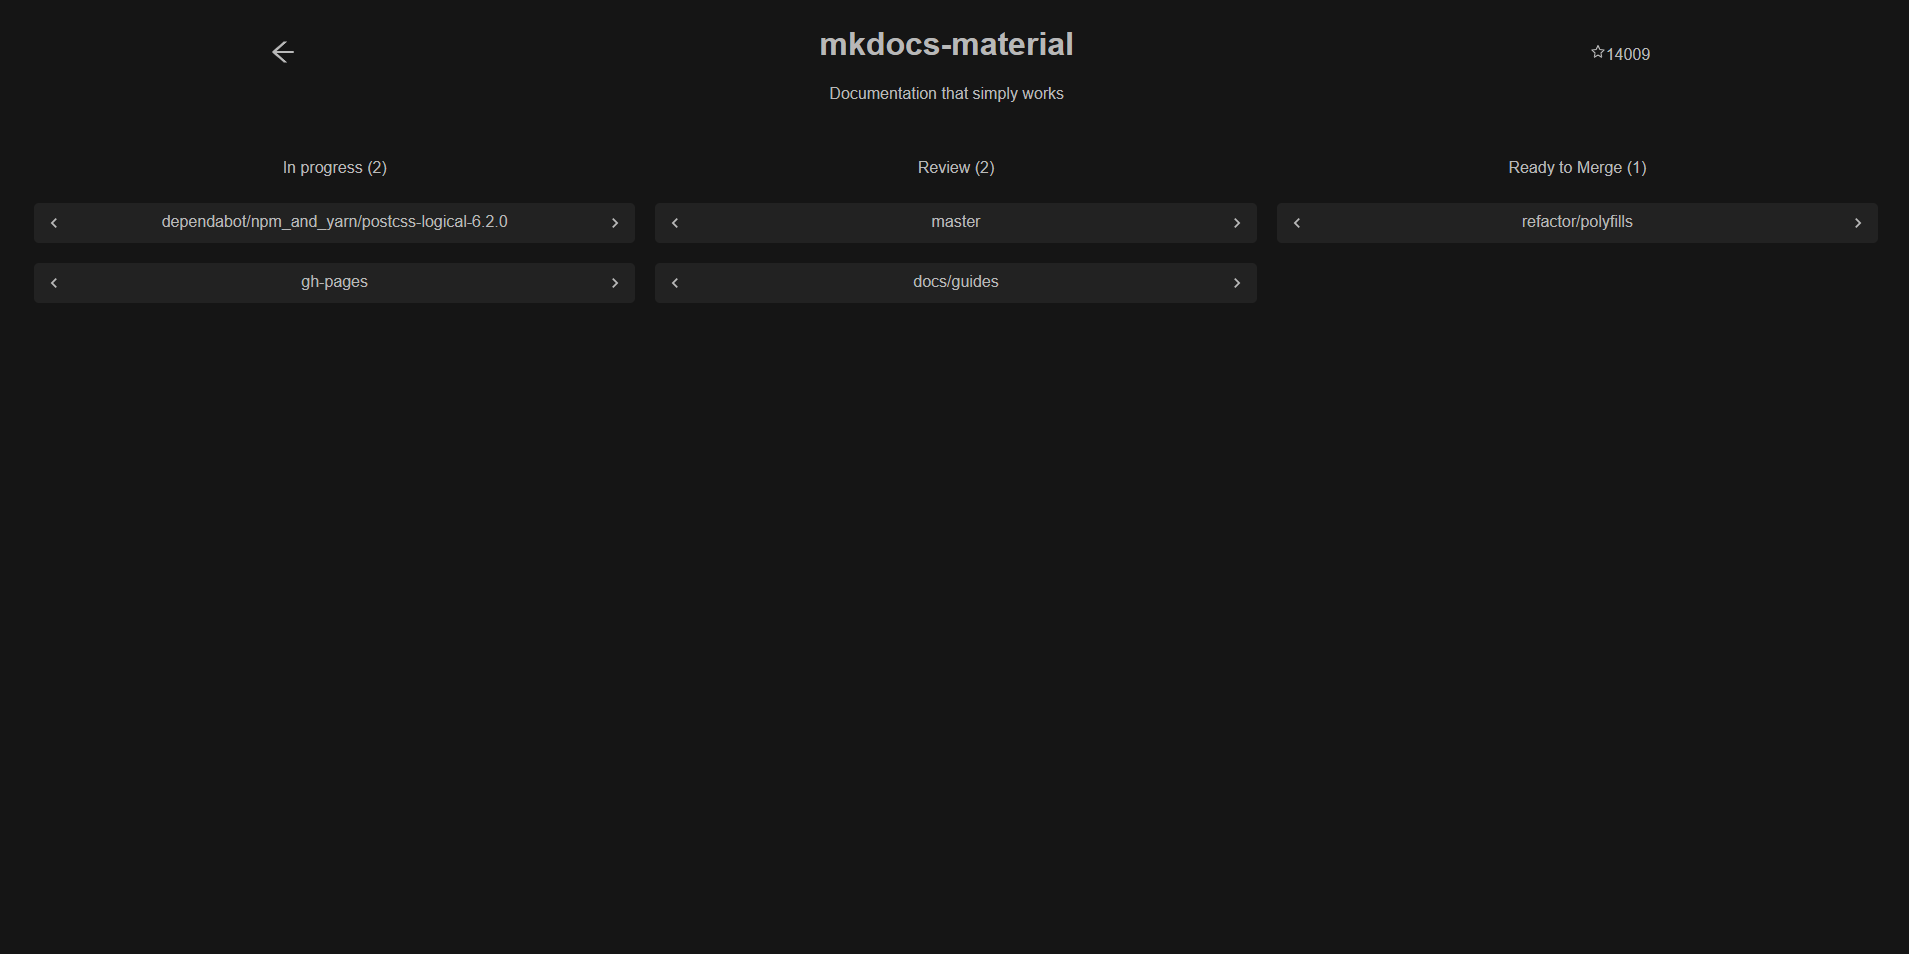 mkdocs-material
14009
Documentation that simply works
In progress (2)
dependabot/npm_and_yarn/postcss-logical-6.2.0
gh-pages
Review (2)
master
docs/guides
Ready to Merge (1)
refactor/polyfills